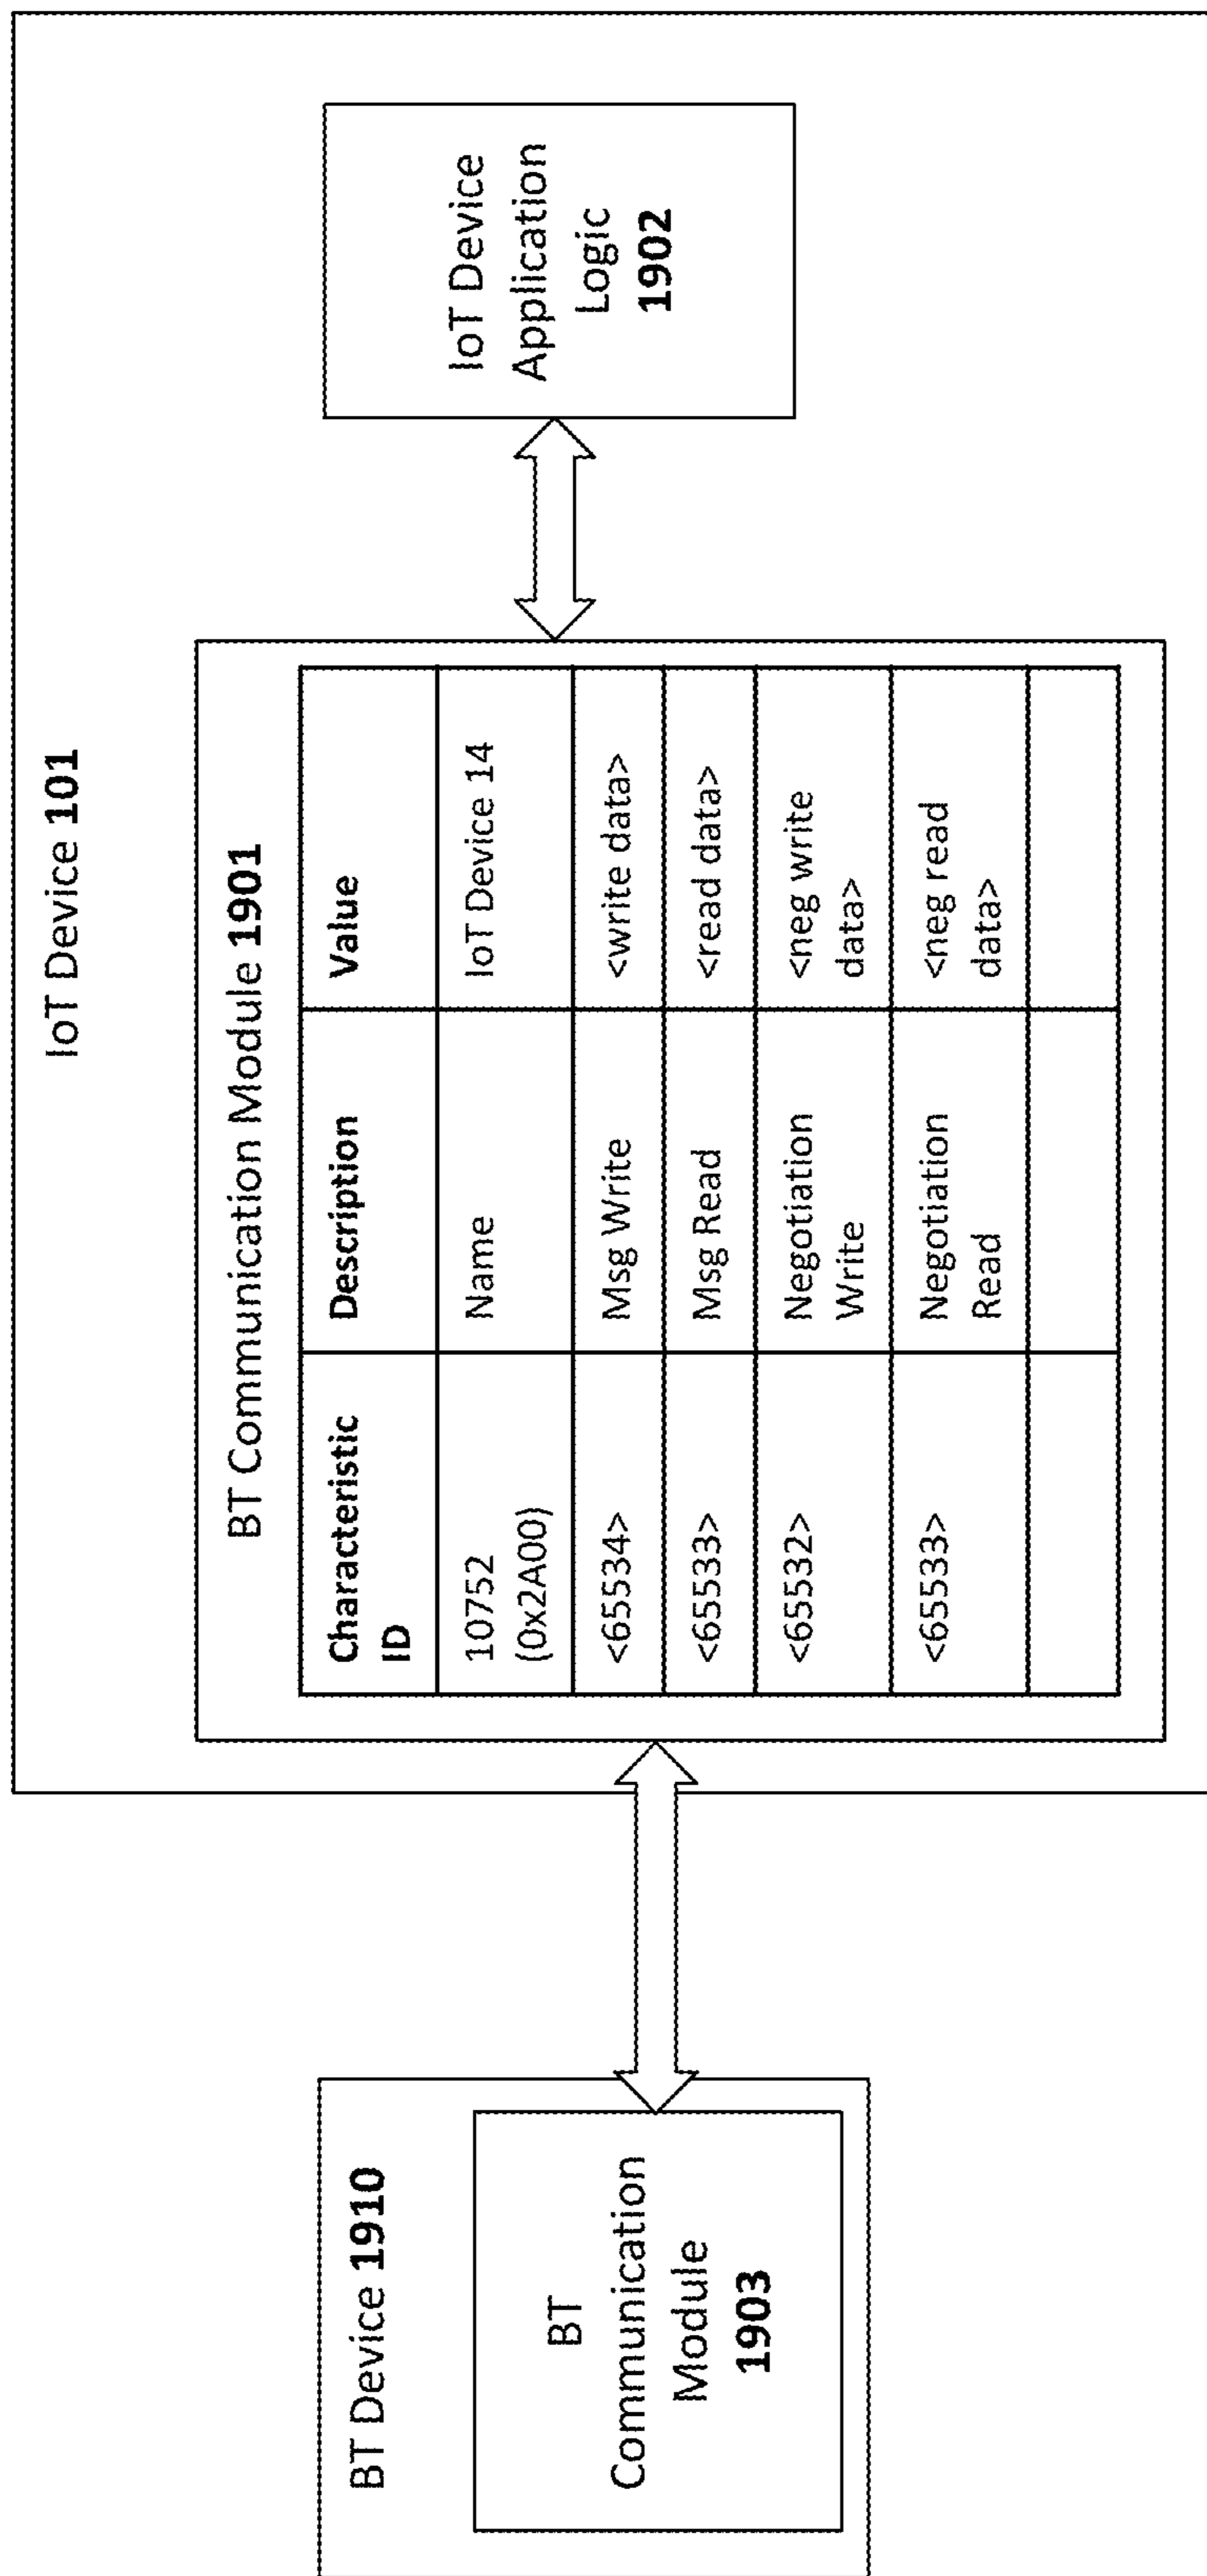 IoT Device 101
BT Communication Module 1901
Characteristic
ID
Description
Value
10752
(0x2A00)
Name
IoT Device 14
<65534>
Msg Write
<write data>
<65533>
Msg Read
<read data>
<65532>
Negotiation
Write
<neg write
data>
<65533>
Negotiation
Read
<neg read
data>
IoT Device
Application
Logic
1902
BT Device 1910
BT
Communication
Module
1903